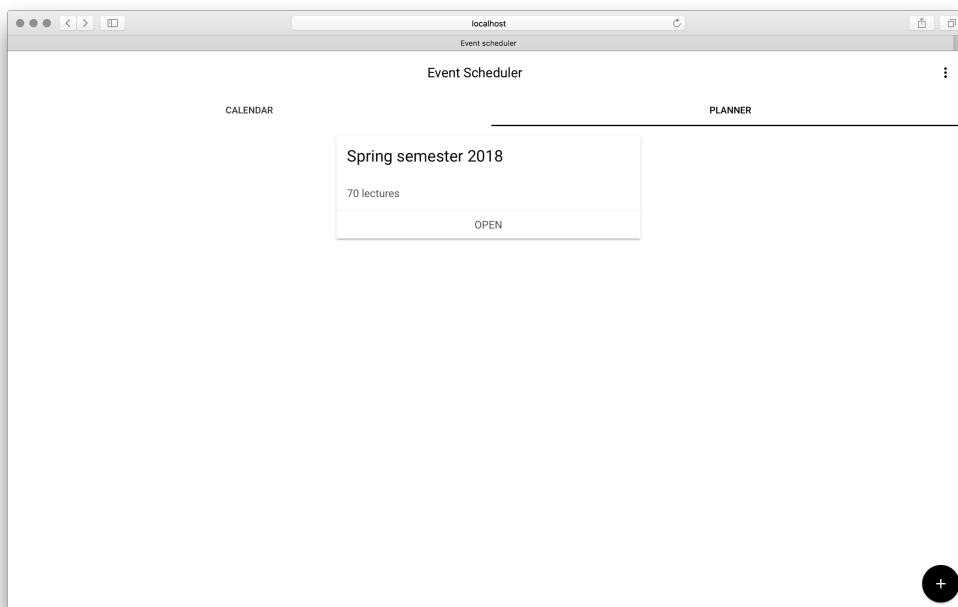 localhost
Event scheduler
Event Scheduler
CALENDAR
PLANNER
Spring semester 2018
70 lectures
OPEN
+